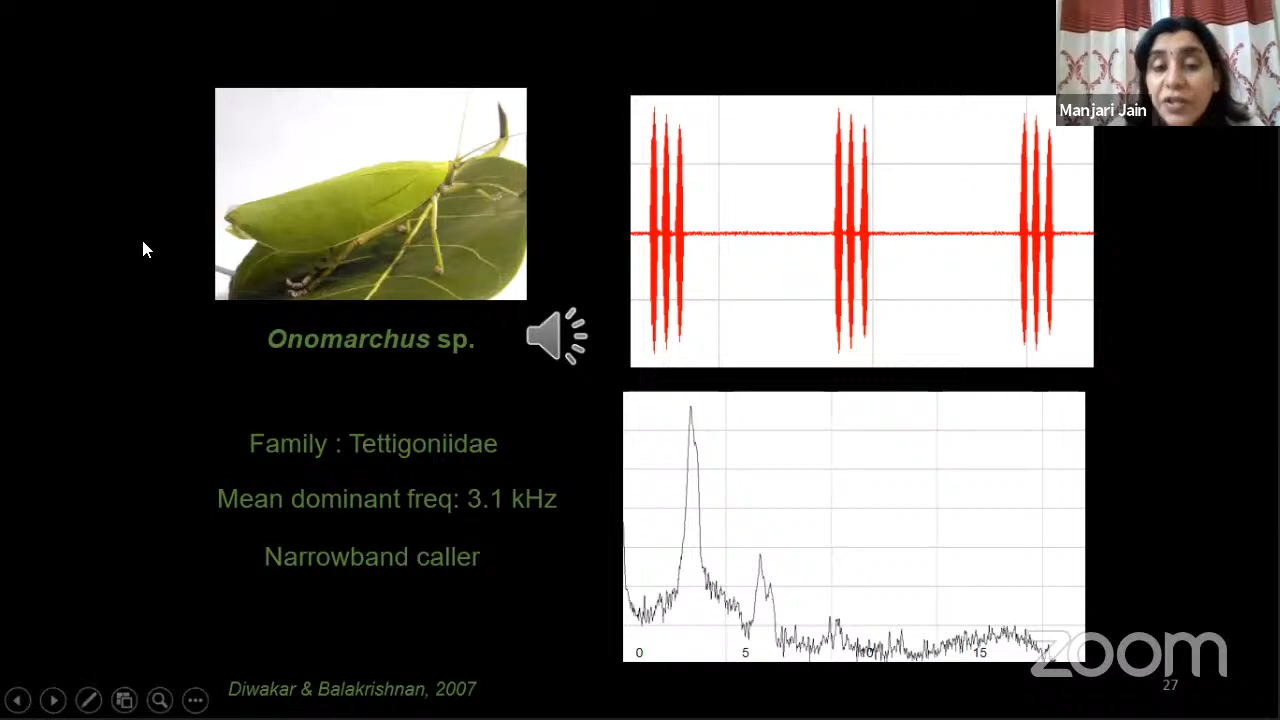 Manjari Jain
Onomarchus sp.
Family : Tettigoniidae
Mean dominant freq: 3.1 kHz
Narrowband caller
0 5 10 15
zoom
27
Diwakar & Balakrishnan, 2007